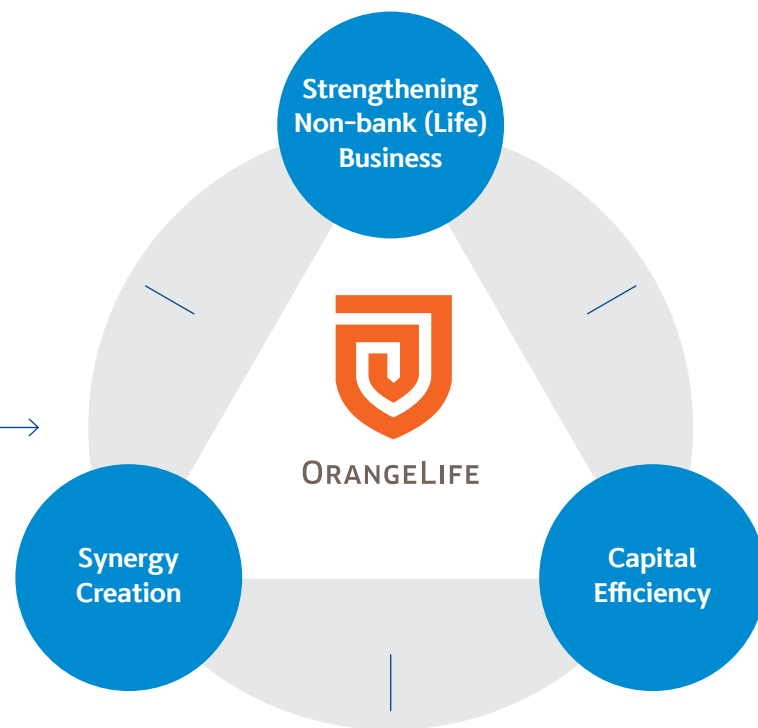 Strengthening
Non-bank (Life)
Business
ORANGELIFE
Synergy
Creation
Capital
Efficiency